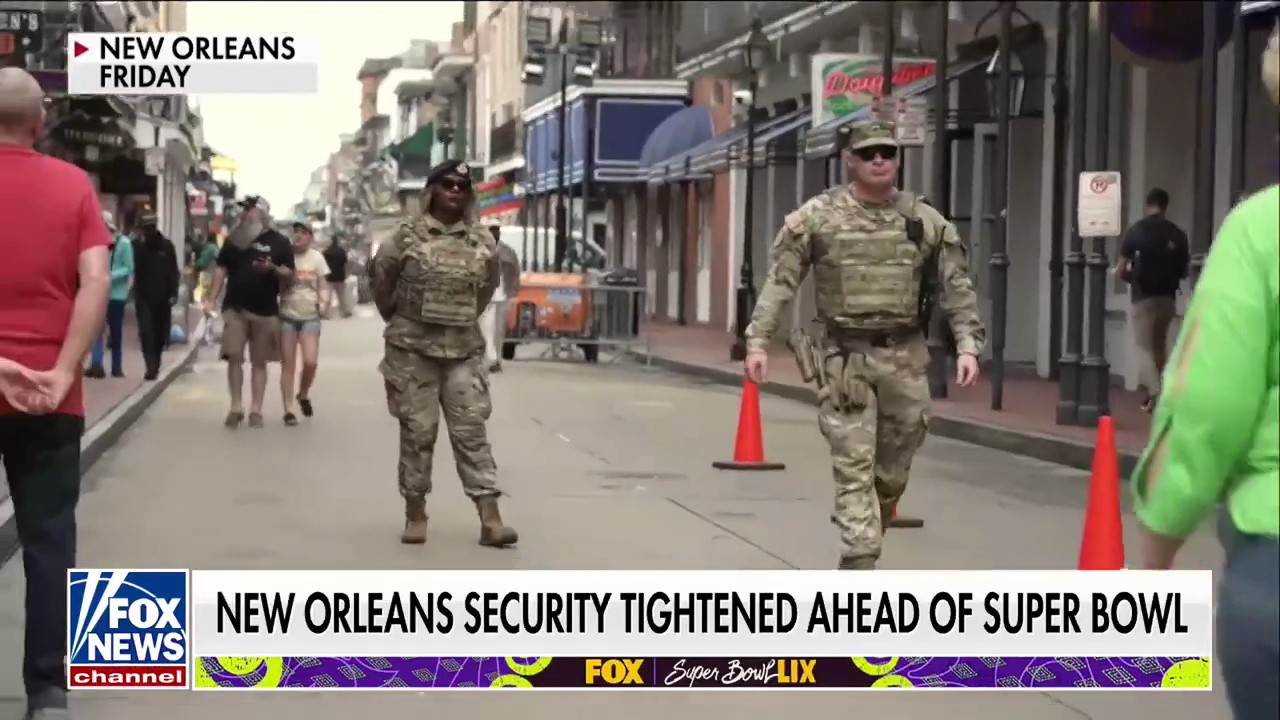 NEW ORLEANS
FRIDAY
FOX
NEWS
channel
NEW ORLEANS SECURITY TIGHTENED AHEAD OF SUPER BOWL
FOX Super Bowl LIX